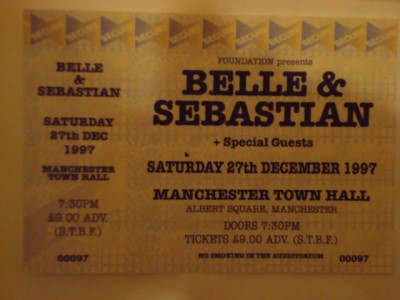 BELLE &
SEBASTIAN
SATURDAY
27th DEC
1997
MANCHESTER
TOWN HALL
7:30PM
£9.00 ADV.
(S.T.B.F.)
00097
FOUNDATION presents
BELLE &
SEBASTIAN
+ Special Guests
SATURDAY 27th DECEMBER 1997
MANCHESTER TOWN HALL
ALBERT SQUARE, MANCHESTER
DOORS 7:30PM
TICKETS £9.00 ADV. (S.T.B.F.)
NO SMOKING IN THE AUDITORIUM
00097